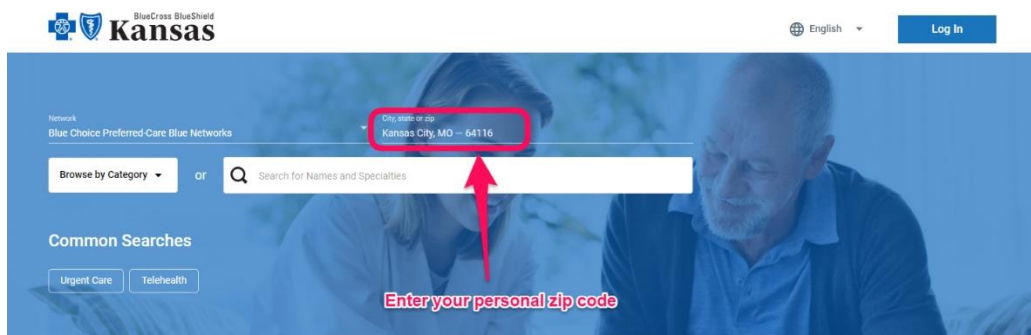 BlueCross BlueShield
Kansas
English
Log In
Network
Blue Choice Preferred-Care Blue Networks
City, state or zip
Kansas City, MO — 64116
Browse by Category
or
Search for Names and Specialties
Common Searches
Urgent Care
Telehealth
Enter your personal zip code